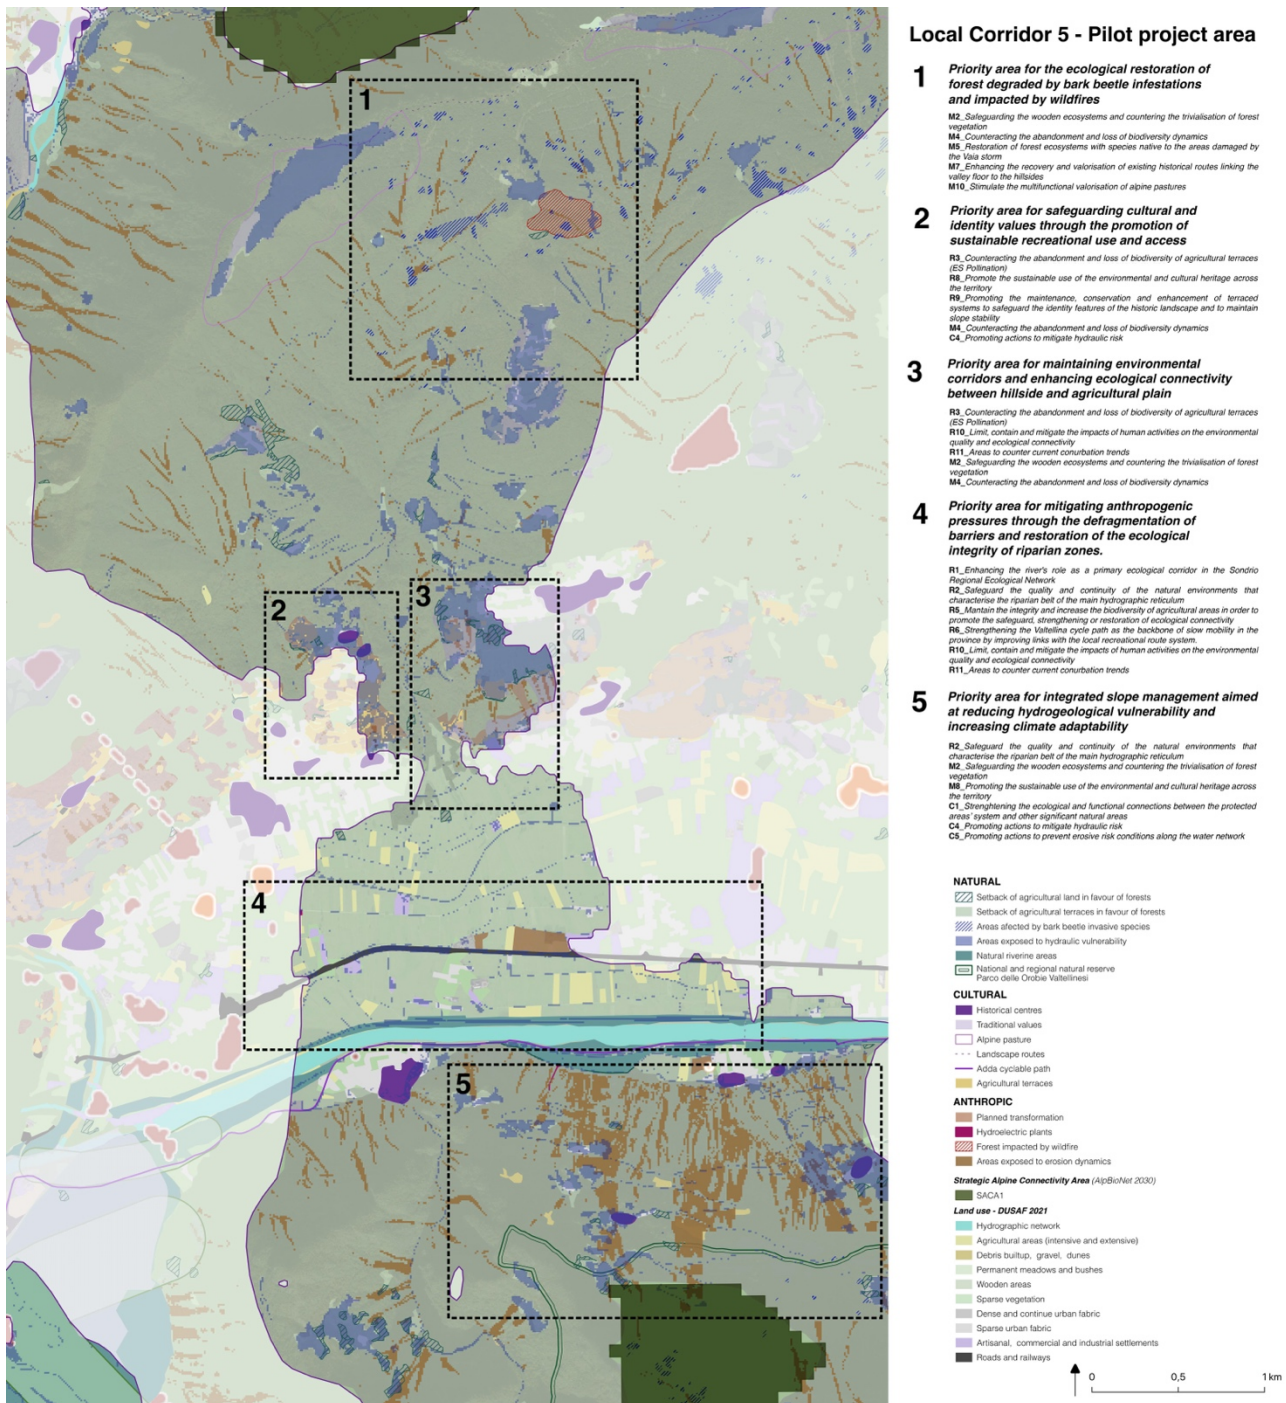 Local Corridor 5 - Pilot project area
1
Priority area for the ecological restoration of
forest degraded by bark beetle infestations
and impacted by wildfires
M2_Safeguarding the wooden ecosystems and countering the trivialisation of forest
vegetation
M4_Counteracting the abandonment and loss of biodiversity dynamics
M5_Restoration of forest ecosystems with species native to the areas damaged by
the Vaia storm
M7_Enhancing the recovery and valorisation of existing historical routes linking the
valley floor to the hillsides
M10_Stimulate the multifunctional valorisation of alpine pastures
2
Priority area for safeguarding cultural and
identity values through the promotion of
sustainable recreational use and access
R3_Counteracting the abandonment and loss of biodiversity of agricultural terraces
(ES Pollination)
R8_Promote the sustainable use of the environmental and cultural heritage across
the territory
R9_Promoting the maintenance, conservation and enhancement of terraced
systems to safeguard the identity features of the historic landscape and to maintain
slope stability
M4_Counteracting the abandonment and loss of biodiversity dynamics
C4_Promoting actions to mitigate hydraulic risk
3
Priority area for maintaining environmental
corridors and enhancing ecological connectivity
between hillside and agricultural plain
R3_Counteracting the abandonment and loss of biodiversity of agricultural terraces
(ES Pollination)
R10_Limit, contain and mitigate the impacts of human activities on the environmental
quality and ecological connectivity
R11_Areas to counter current conurbation trends
M2_Safeguarding the wooden ecosystems and countering the trivialisation of forest
vegetation
M4_Counteracting the abandonment and loss of biodiversity dynamics
4
Priority area for mitigating anthropogenic
pressures through the defragmentation of
barriers and restoration of the ecological
integrity of riparian zones.
R1_Enhancing the river's role as a primary ecological corridor in the Sondrio
Regional Ecological Network
R2_Safeguard the quality and continuity of the natural environments that
characterise the riparian belt of the main hydrographic reticulum
R5_Mantain the integrity and increase the biodiversity of agricultural areas in order to
promote the safeguard, strengthening or restoration of ecological connectivity
R6_Strengthening the Valtellina cycle path as the backbone of slow mobility in the
province by improving links with the local recreational route system.
R10_Limit, contain and mitigate the impacts of human activities on the environmental
quality and ecological connectivity
R11_Areas to counter current conurbation trends
5
Priority area for integrated slope management aimed
at reducing hydrogeological vulnerability and
increasing climate adaptability
R2_Safeguard the quality and continuity of the natural environments that
characterise the riparian belt of the main hydrographic reticulum
M2_Safeguarding the wooden ecosystems and countering the trivialisation of forest
vegetation
M8_Promoting the sustainable use of the environmental and cultural heritage across
the territory
C1_Strenghtening the ecological and functional connections between the protected
areas' system and other significant natural areas
C4_Promoting actions to mitigate hydraulic risk
C5_Promoting actions to prevent erosive risk conditions along the water network
NATURAL
Setback of agricultural land in favour of forests
Setback of agricultural terraces in favour of forests
Areas afected by bark beetle invasive species
Areas exposed to hydraulic vulnerability
Natural riverine areas
National and regional natural reserve
Parco delle Orobie Valtellinesi
CULTURAL
Historical centres
Traditional values
Alpine pasture
Landscape routes
Adda cyclable path
Agricultural terraces
ANTHROPIC
Planned transformation
Hydroelectric plants
Forest impacted by wildfire
Areas exposed to erosion dynamics
Strategic Alpine Connectivity Area (AlpBioNet 2030)
SACA1
Land use - DUSAF 2021
Hydrographic network
Agricultural areas (intensive and extensive)
Debris builtup, gravel, dunes
Permanent meadows and bushes
Wooden areas
Sparse vegetation
Dense and continue urban fabric
Sparse urban fabric
Artisanal, commercial and industrial settlements
Roads and railways
0 0,5 1 km
1
2
3
4
5